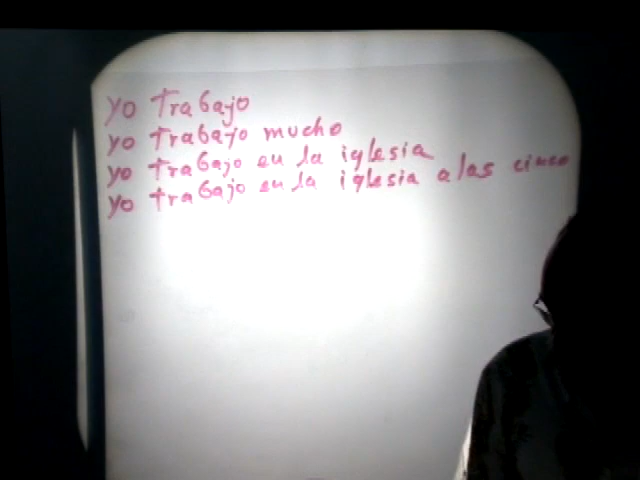 yo Trabajo
yo Trabajo mucho
yo trabajo en la iglesia
yo trabajo en la iglesia a las cinco